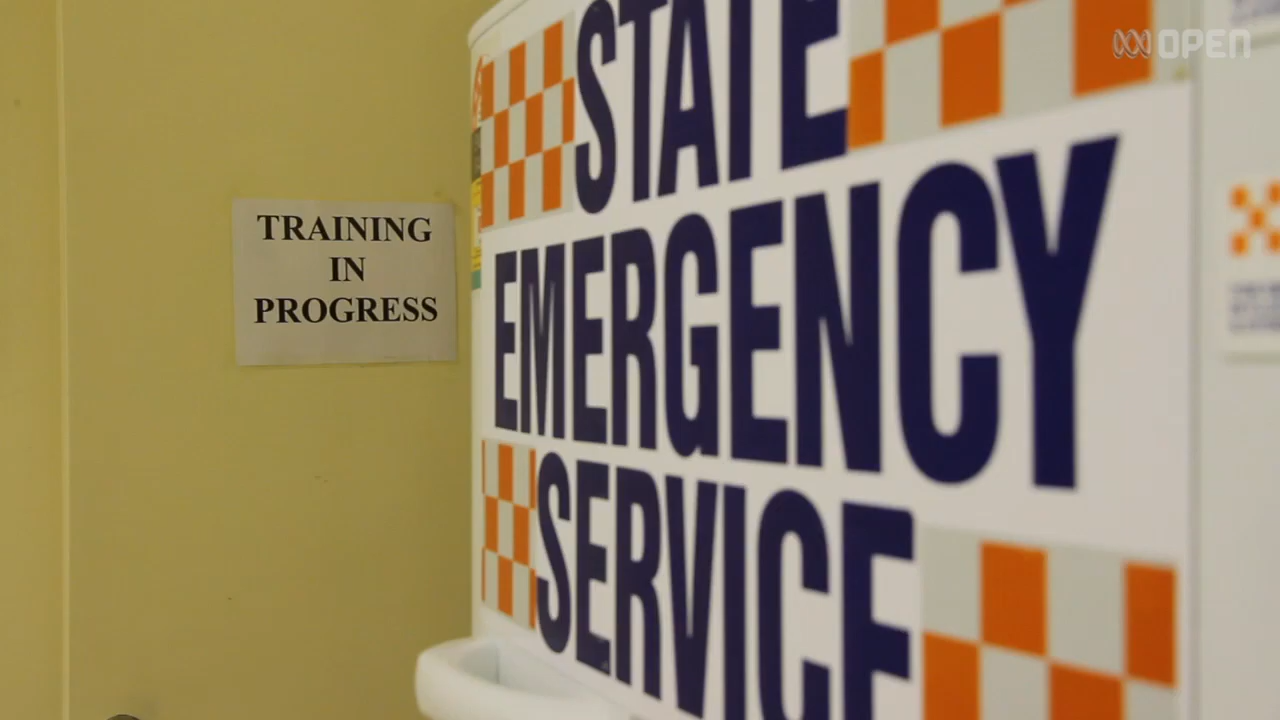 TRAINING
IN
PROGRESS
STATE
EMERGENCY
SERVICE
OPEN